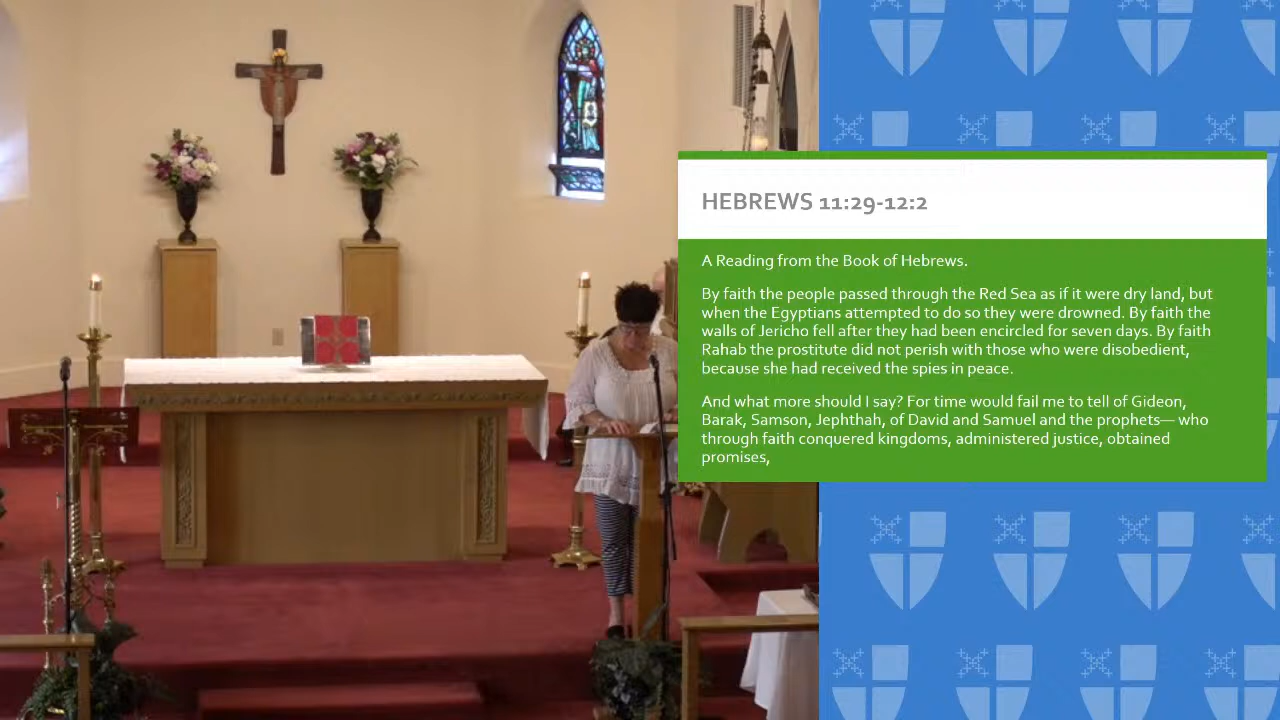 HEBREWS 11:29-12:2
A Reading from the Book of Hebrews.
By faith the people passed through the Red Sea as if it were dry land, but
when the Egyptians attempted to do so they were drowned. By faith the
walls of Jericho fell after they had been encircled for seven days. By faith
Rahab the prostitute did not perish with those who were disobedient,
because she had received the spies in peace.
And what more should I say? For time would fail me to tell of Gideon,
Barak, Samson, Jephthah, of David and Samuel and the prophets— who
through faith conquered kingdoms, administered justice, obtained
promises,